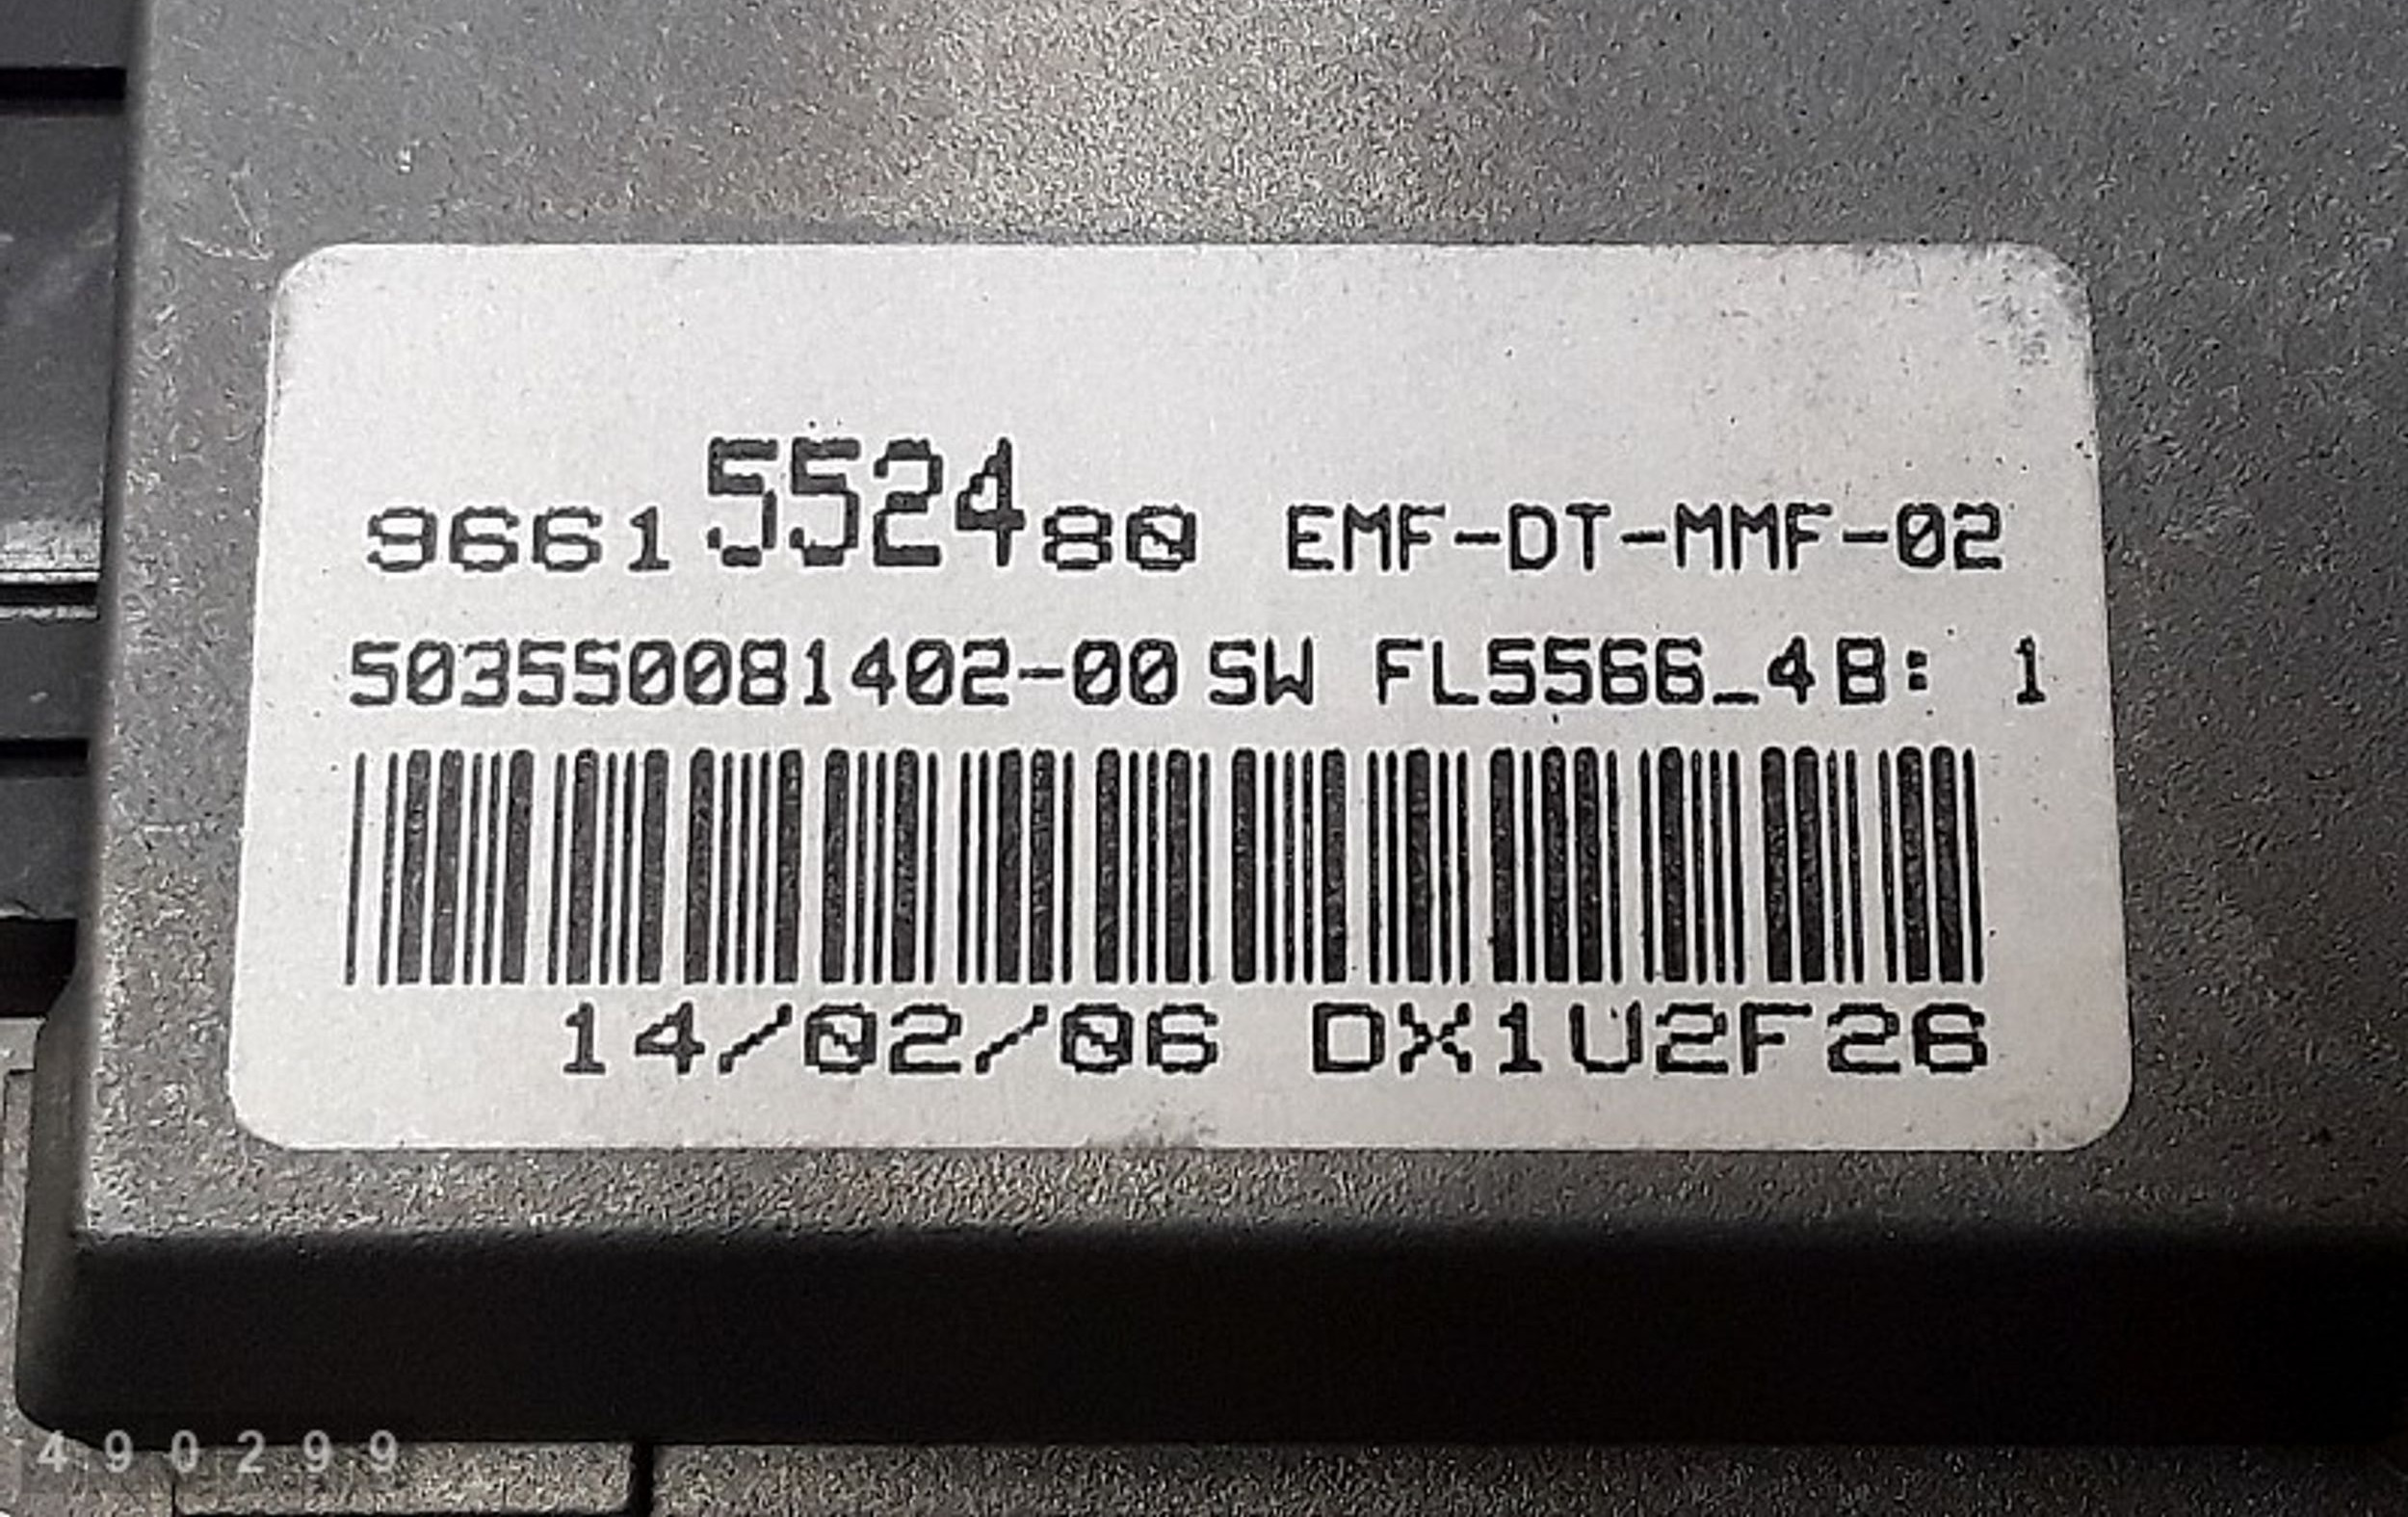 9661552480 EMF-DT-MMF-02
503550081402-00 SW FL5566_4B: 1
14/02/06 DX1U2F26
490299